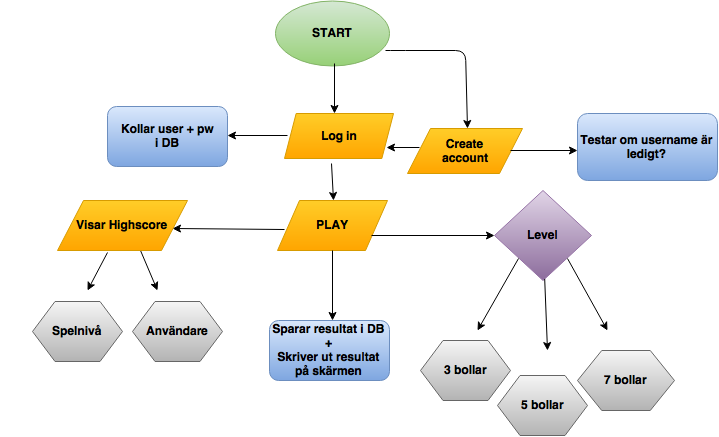 START
Kollar user + pw
i DB
Log in
Create
account
Testar om username är
ledigt?
Visar Highscore
PLAY
Level
Spelnivå
Användare
Sparar resultat i DB
+
Skriver ut resultat
på skärmen
3 bollar
5 bollar
7 bollar